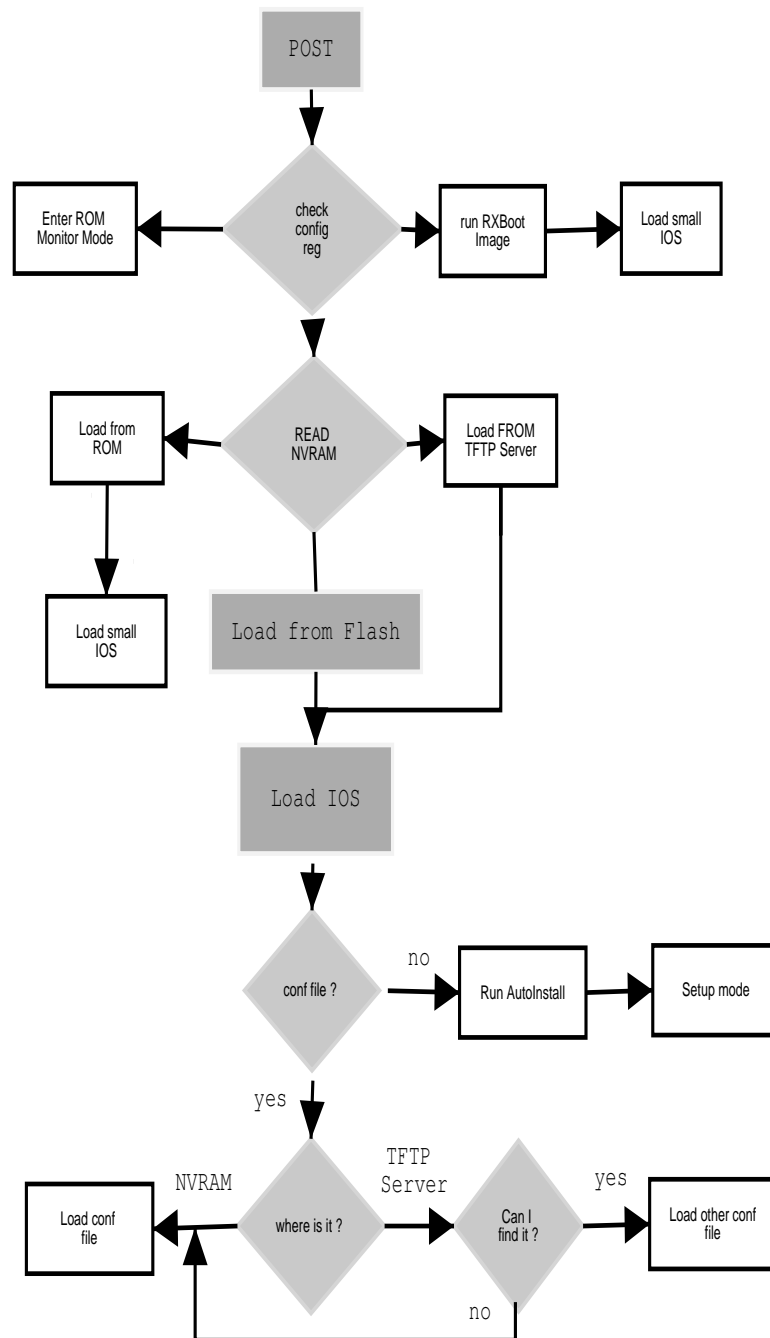 POST
check
config
reg
Enter ROM
Monitor Mode
run RXBoot
Image
Load small
IOS
READ
NVRAM
Load from
ROM
Load FROM
TFTP Server
Load small
IOS
Load from Flash
Load IOS
conf file ?
no
Run AutoInstall
Setup mode
yes
where is it ?
NVRAM
Load conf
file
TFTP
Server
Can I
find it ?
yes
Load other conf
file
no